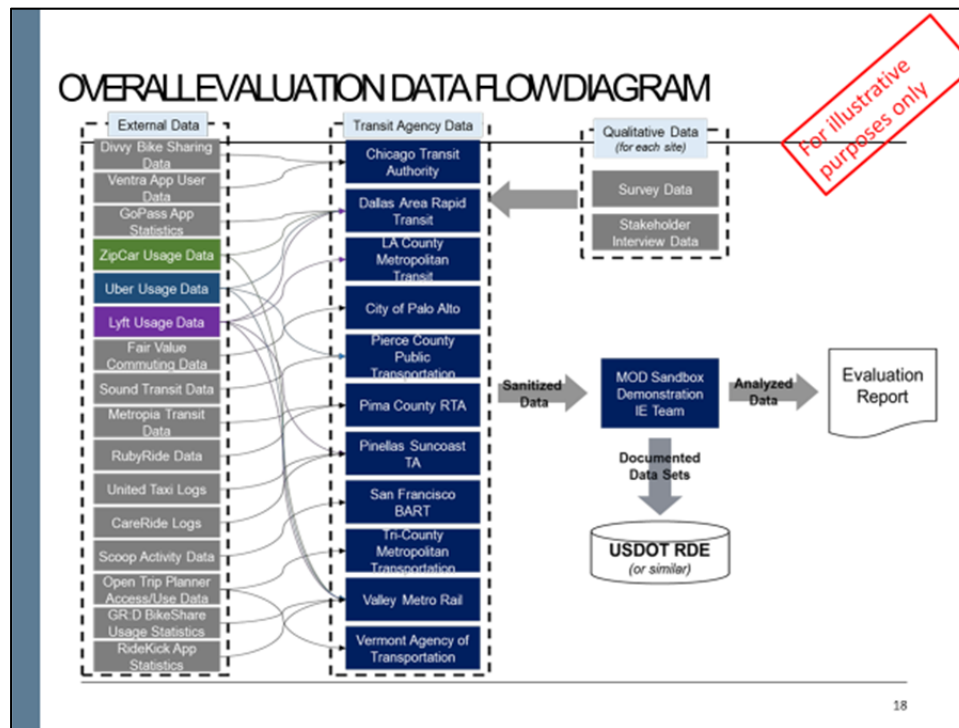 OVERALL EVALUATION DATA FLOW DIAGRAM
For illustrative
purposes only
External Data
Divvy Bike Sharing
Data
Ventra App User
Data
GoPass App
Statistics
ZipCar Usage Data
Uber Usage Data
Lyft Usage Data
Fair Value
Commuting Data
Sound Transit Data
Metropia Transit
Data
RubyRide Data
United Taxi Logs
CareRide Logs
Scoop Activity Data
Open Trip Planner
Access/Use Data
GR:D BikeShare
Usage Statistics
RideKick App
Statistics
Transit Agency Data
Chicago Transit
Authority
Dallas Area Rapid
Transit
LA County
Metropolitan
Transit
City of Palo Alto
Pierce County
Public
Transportation
Pima County RTA
Pinellas Suncoast
TA
San Francisco
BART
Tri-County
Metropolitan
Transportation
Valley Metro Rail
Vermont Agency of
Transportation
Qualitative Data
(for each site)
Survey Data
Stakeholder
Interview Data
Sanitized
Data
MOD Sandbox
Demonstration
IE Team
Analyzed
Data
Evaluation
Report
Documented
Data Sets
USDOT RDE
(or similar)
18